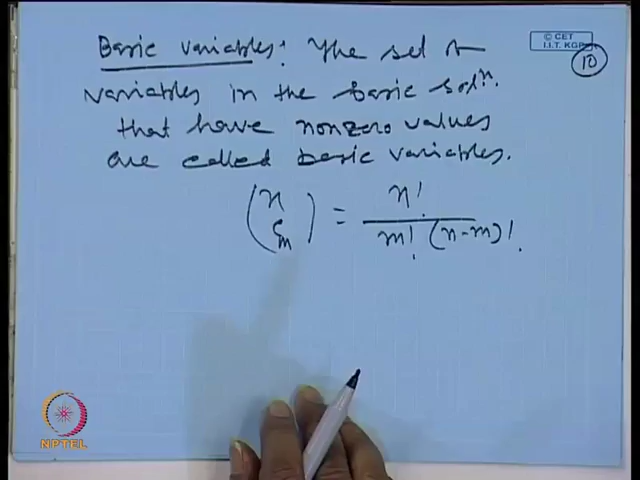 © CET
I.I.T. KGP
10
Basic variables: The set of
variables in the basic solⁿ.
that have nonzero values
are called basic variables.
(n c m) = n! / m! (n-m)!
NPTEL